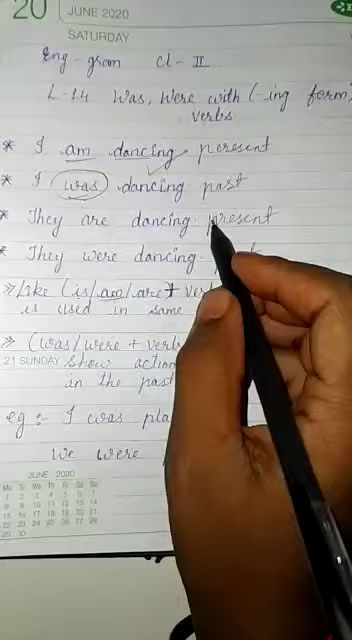 20 JUNE 2020
SATURDAY
Eng - gram Cl - II
L-14 Was, Were with (-ing form)
verbs
* I am dancing peresent
* I was dancing past
* They are dancing. present
* They were dancing.
» Like (is/am/are + verb
is used in same
» (was/were + verb
21 SUNDAY show action
in the past
eg :- I was pla
We were
JUNE 2020
Mo Tu We Th Fr Sa Su
1 2 3 4 5 6 7
8 9 10 11 12 13 14
15 16 17 18 19 20 21
22 23 24 25 26 27 28
29 30